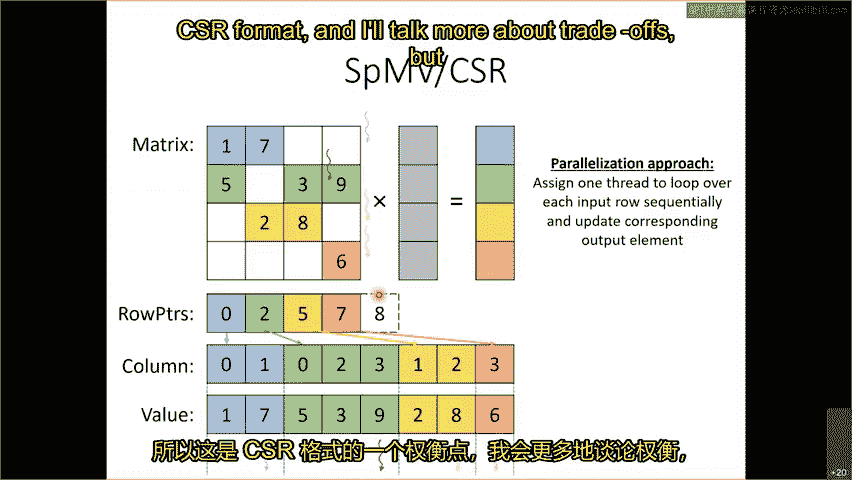 CSR format, and I'll talk more about trade -offs,
but
SpMV/CSR
Matrix:
1 7
5 3 9
2 8
6
×
=
Parallelization approach:
Assign one thread to loop over
each input row sequentially
and update corresponding
output element
RowPtrs: 0 2 5 7 8
Column: 0 1 0 2 3 1 2 3
Value: 1 7 5 3 9 2 8 6
所以这是 CSR 格式的一个权衡点，我会更多地谈论权衡，
+20